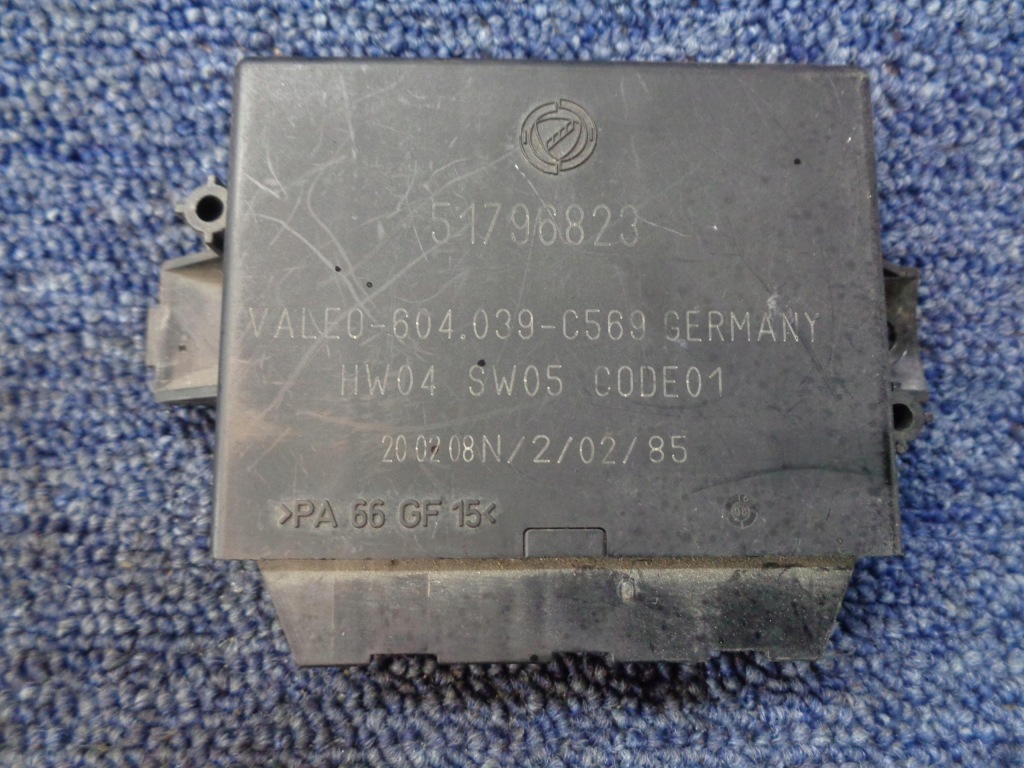 51796823
VALEO-604.039-C569 GERMANY
HW04 SW05 CODE01
20 02 08N/2/02/85
>PA 66 GF 15<